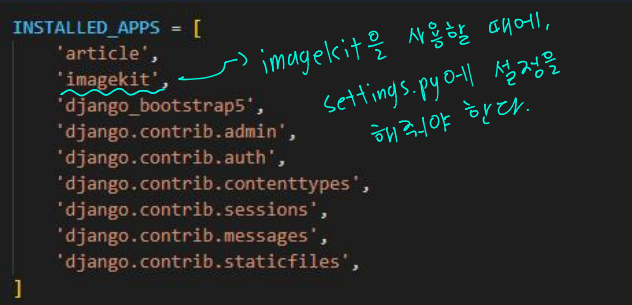 INSTALLED_APPS = [
'article',
'imagekit',
imagekit을 사용할 때에,
settings.py에 설정을
해줘야 한다.
'django_bootstrap5',
'django.contrib.admin',
'django.contrib.auth',
'django.contrib.contenttypes',
'django.contrib.sessions',
'django.contrib.messages',
'django.contrib.staticfiles',
]